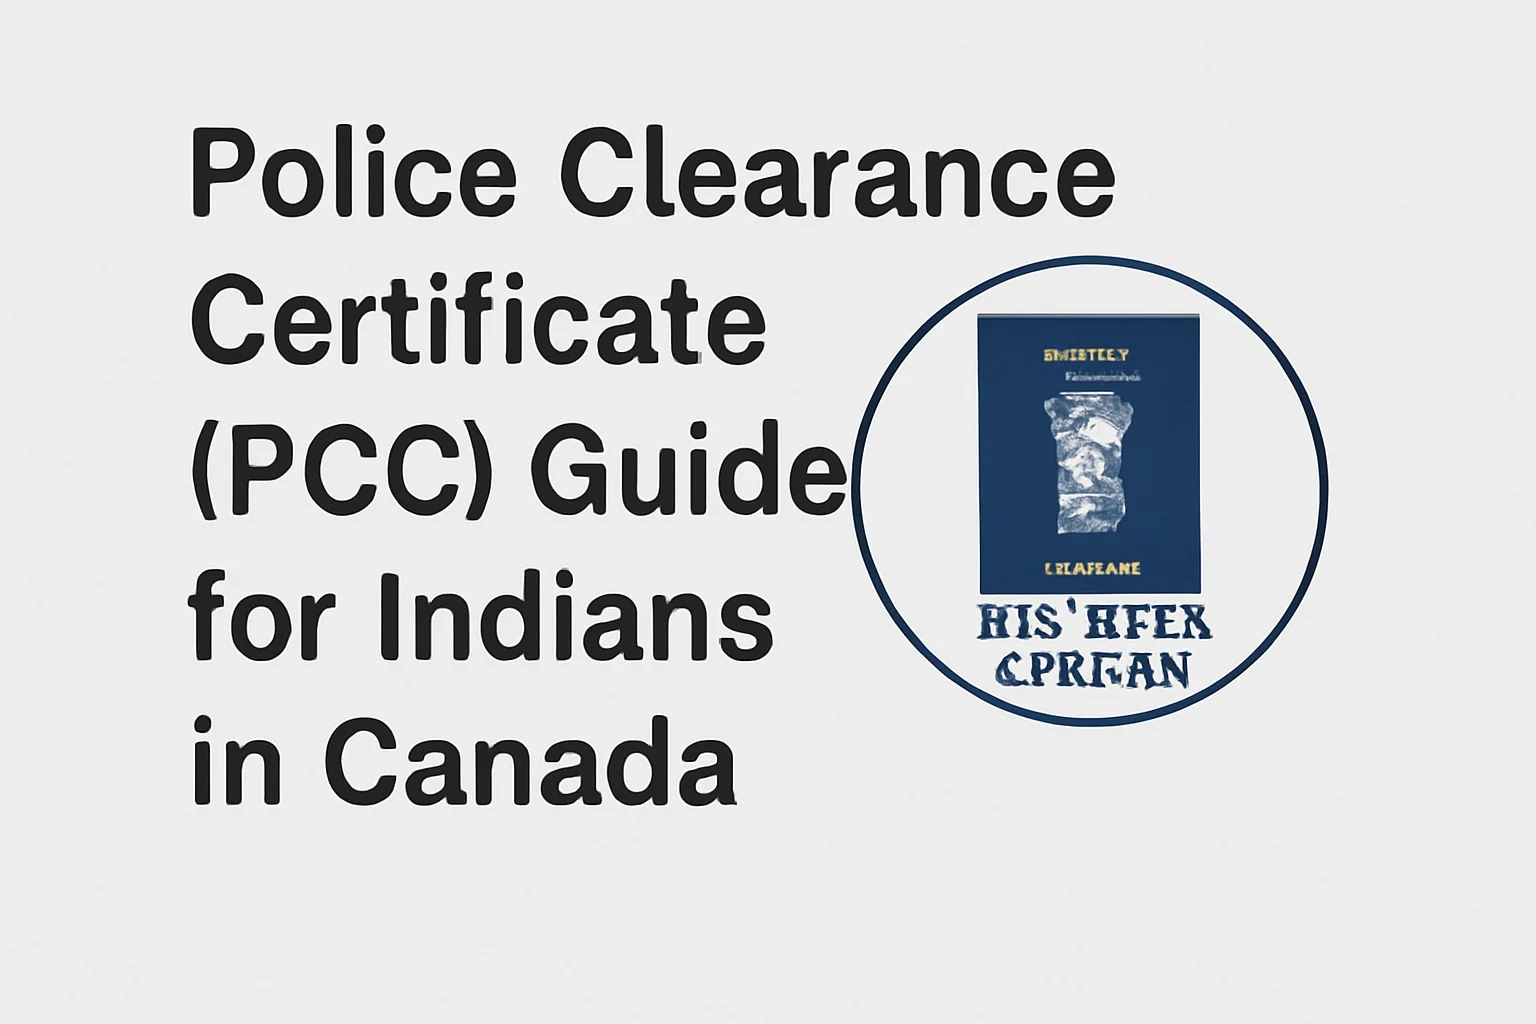 Police Clearance
Certificate
(PCC) Guide
for Indians
in Canada